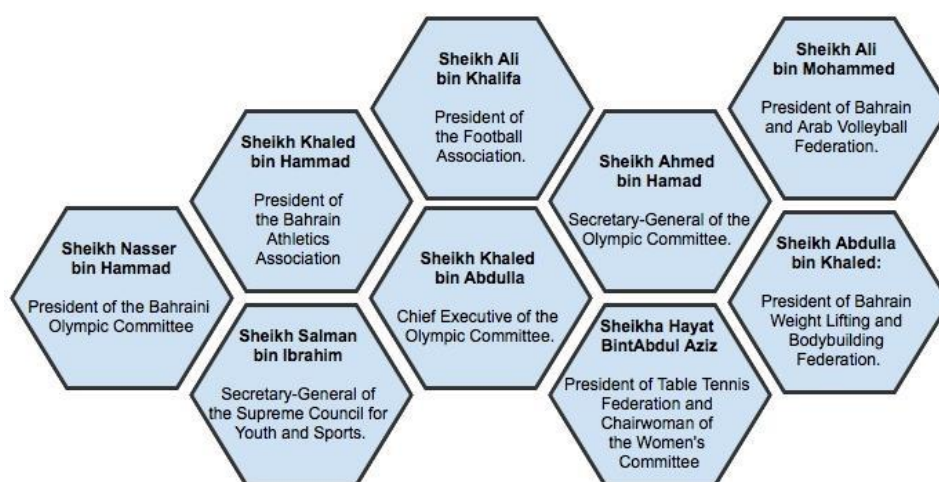 Sheikh Nasser
bin Hammad
President of the Bahraini
Olympic Committee
Sheikh Khaled
bin Hammad
President of
the Bahrain
Athletics
Association
Sheikh Salman
bin Ibrahim
Secretary-General of
the Supreme Council for
Youth and Sports.
Sheikh Ali
bin Khalifa
President of
the Football
Association.
Sheikh Khaled
bin Abdulla
Chief Executive of the
Olympic Committee.
Sheikh Ahmed
bin Hamad
Secretary-General of the
Olympic Committee.
Sheikha Hayat
BintAbdul Aziz
President of Table Tennis
Federation and
Chairwoman of
the Women's
Committee
Sheikh Ali
bin Mohammed
President of Bahrain
and Arab Volleyball
Federation.
Sheikh Abdulla
bin Khaled:
President of Bahrain
Weight Lifting and
Bodybuilding
Federation.